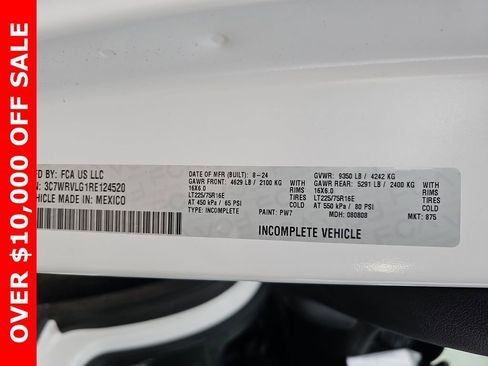 OVER $10,000 OFF SALE
MFD BY: FCA US LLC
VIN: 3C7WRVLG1RE124520
VEHICLE MADE IN: MEXICO
DATE OF MFR (BUILT): 8-24
GAWR FRONT: 4629 LB / 2100 KG
16X6.0 WITH RIMS
LT225/75R16E TIRES
AT 450 kPa / 65 PSI COLD
TYPE: INCOMPLETE
PAINT: PW7
GVWR: 9350 LB / 4242 KG
GAWR REAR: 5291 LB / 2400 KG
16X6.0 WITH RIMS
LT225/75R16E TIRES
AT 550 kPa / 80 PSI COLD
MDH: 080808
MKT: 875
INCOMPLETE VEHICLE